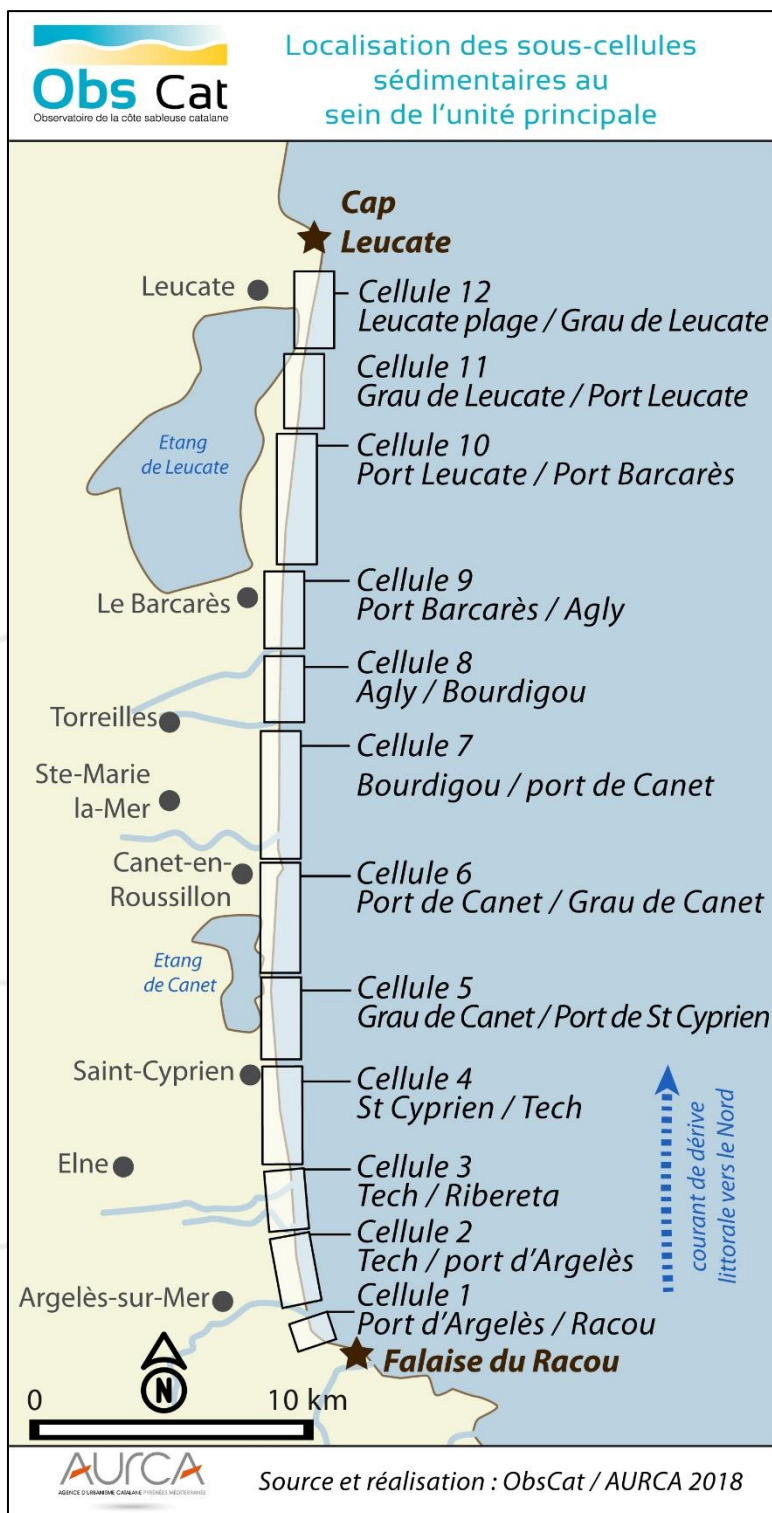 Obs Cat
Observatoire de la côte sableuse catalane
Localisation des sous-cellules
sédimentaires au
sein de l'unité principale
Cap
Leucate
Leucate
Cellule 12
Leucate plage / Grau de Leucate
Cellule 11
Grau de Leucate / Port Leucate
Etang
de Leucate
Cellule 10
Port Leucate / Port Barcarès
Le Barcarès
Cellule 9
Port Barcarès / Agly
Cellule 8
Agly / Bourdigou
Torreilles
Cellule 7
Bourdigou / port de Canet
Ste-Marie
la-Mer
Canet-en-
Roussillon
Cellule 6
Port de Canet / Grau de Canet
Etang
de Canet
Cellule 5
Grau de Canet / Port de St Cyprien
Saint-Cyprien
Cellule 4
St Cyprien / Tech
Elne
Cellule 3
Tech / Ribereta
Cellule 2
Tech / port d'Argelès
Argelès-sur-Mer
Cellule 1
Port d'Argelès / Racou
Falaise du Racou
courant de dérive
littorale vers le Nord
N
0 10 km
AURCA
AGENCE D'URBANISME CATALANE PYRÉNÉES MÉDITERRANÉE
Source et réalisation : ObsCat / AURCA 2018